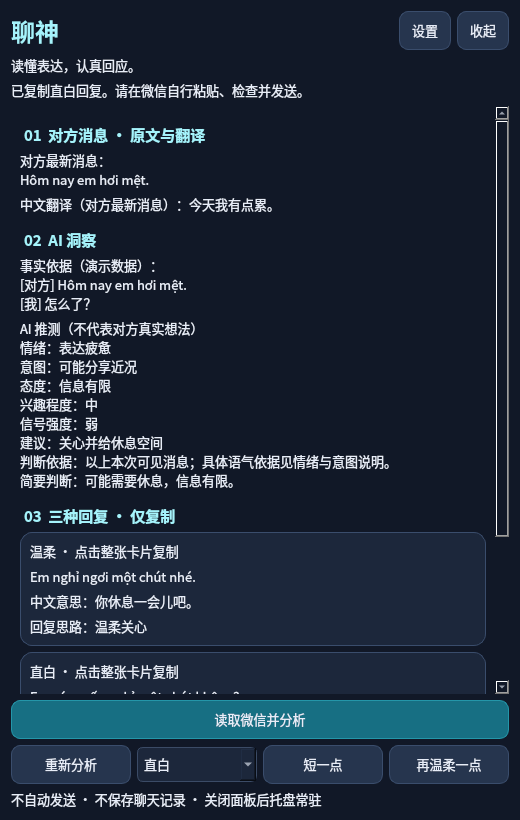 聊神
设置
收起
读懂表达，认真回应。
已复制直白回复。请在微信自行粘贴、检查并发送。
01 对方消息 · 原文与翻译
对方最新消息：
Hôm nay em hơi mệt.
中文翻译（对方最新消息）：今天我有点累。
02 AI 洞察
事实依据（演示数据）：
[对方] Hôm nay em hơi mệt.
[我] 怎么了？
AI 推测（不代表对方真实想法）
情绪：表达疲惫
意图：可能分享近况
态度：信息有限
兴趣程度：中
信号强度：弱
建议：关心并给休息空间
判断依据：以上本次可见消息；具体语气依据见情绪与意图说明。
简要判断：可能需要休息，信息有限。
03 三种回复 · 仅复制
温柔 · 点击整张卡片复制
Em nghỉ ngơi một chút nhé.
中文意思：你休息一会儿吧。
回复思路：温柔关心
直白 · 点击整张卡片复制
读取微信并分析
重新分析
直白
短一点
再温柔一点
不自动发送 · 不保存聊天记录 · 关闭面板后托盘常驻